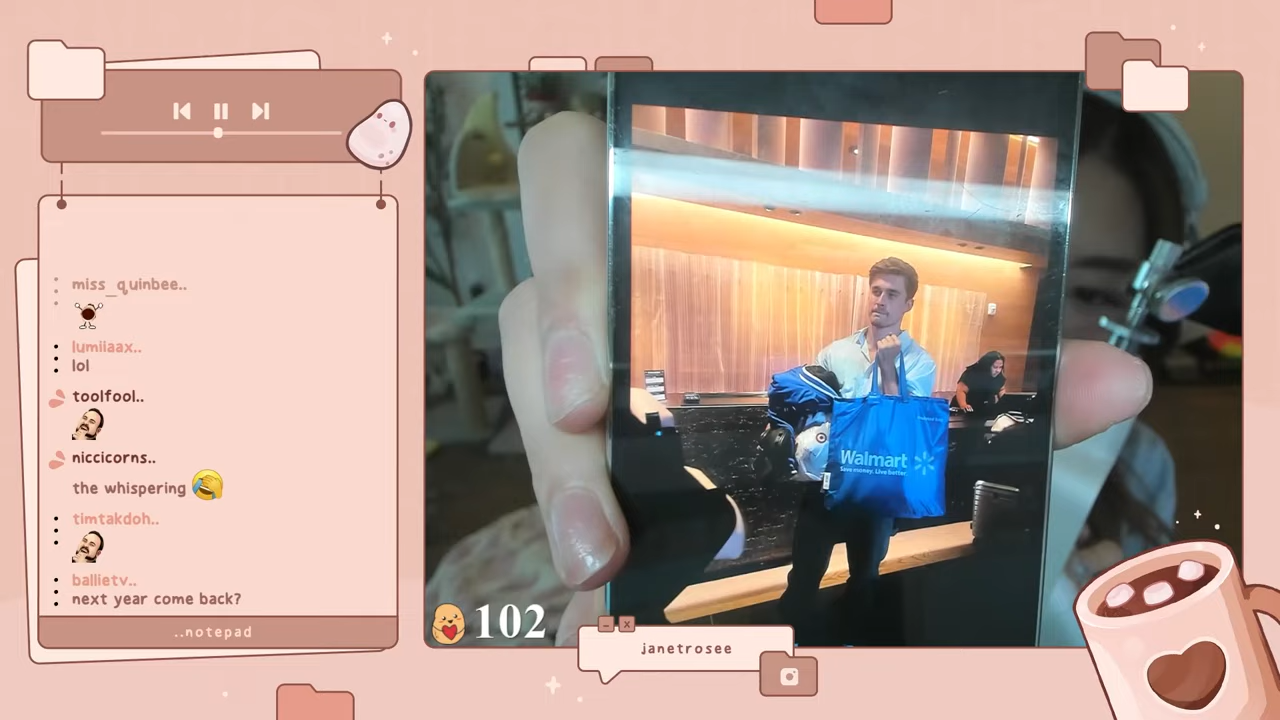 miss_quinbee..
lumiiaax..
lol
toolfool..
niccicorns..
the whispering
timtakdoh..
ballietv..
next year come back?
..notepad
Walmart
Save money. Live better.
102
janetrosee